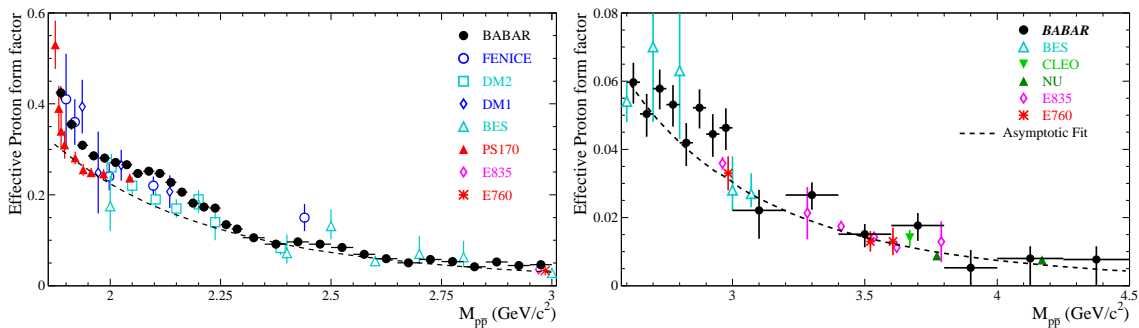 Effective Proton form factor
0.6
0.4
0.2
0
2
2.25
2.5
2.75
3
M_pp̅ (GeV/c²)
BABAR
FENICE
DM2
DM1
BES
PS170
E835
E760
Effective Proton form factor
0.08
0.06
0.04
0.02
0
3
3.5
4
4.5
M_pp̅ (GeV/c²)
BABAR
BES
CLEO
NU
E835
E760
Asymptotic Fit